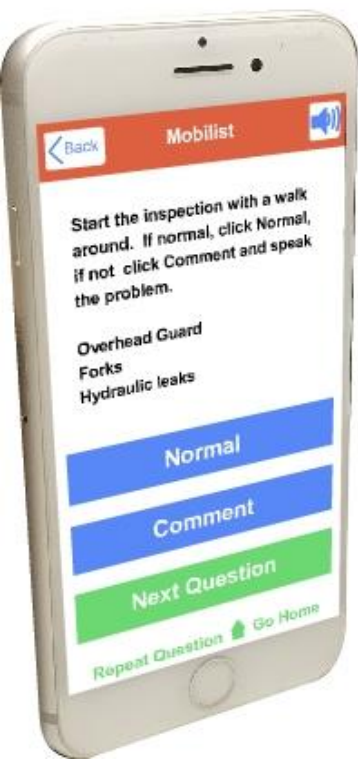 Back Mobilist
Start the inspection with a walk
around. If normal, click Normal,
if not click Comment and speak
the problem.
Overhead Guard
Forks
Hydraulic leaks
Normal
Comment
Next Question
Repeat Question Go Home